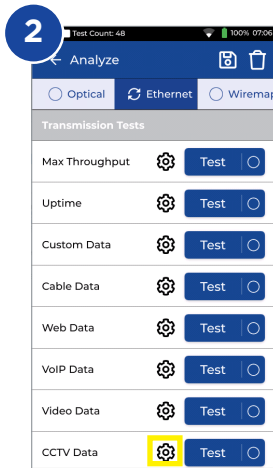 2
Test Count: 48 100% 07:06
Analyze
Optical Ethernet Wiremap
Transmission Tests
Max Throughput Test
Uptime Test
Custom Data Test
Cable Data Test
Web Data Test
VoIP Data Test
Video Data Test
CCTV Data Test